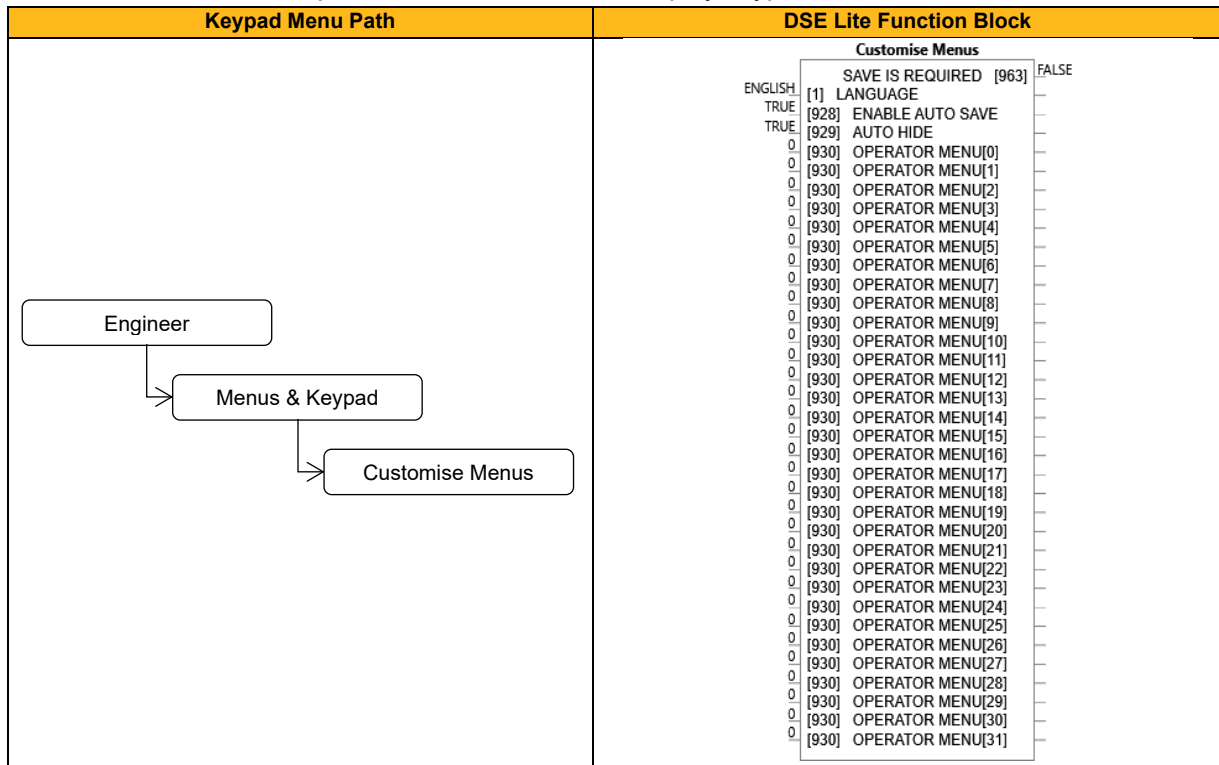 Keypad Menu Path
DSE Lite Function Block
Engineer
Menus & Keypad
Customise Menus
Customise Menus
SAVE IS REQUIRED [963] FALSE
ENGLISH [1] LANGUAGE
TRUE [928] ENABLE AUTO SAVE
TRUE [929] AUTO HIDE
0 [930] OPERATOR MENU[0]
0 [930] OPERATOR MENU[1]
0 [930] OPERATOR MENU[2]
0 [930] OPERATOR MENU[3]
0 [930] OPERATOR MENU[4]
0 [930] OPERATOR MENU[5]
0 [930] OPERATOR MENU[6]
0 [930] OPERATOR MENU[7]
0 [930] OPERATOR MENU[8]
0 [930] OPERATOR MENU[9]
0 [930] OPERATOR MENU[10]
0 [930] OPERATOR MENU[11]
0 [930] OPERATOR MENU[12]
0 [930] OPERATOR MENU[13]
0 [930] OPERATOR MENU[14]
0 [930] OPERATOR MENU[15]
0 [930] OPERATOR MENU[16]
0 [930] OPERATOR MENU[17]
0 [930] OPERATOR MENU[18]
0 [930] OPERATOR MENU[19]
0 [930] OPERATOR MENU[20]
0 [930] OPERATOR MENU[21]
0 [930] OPERATOR MENU[22]
0 [930] OPERATOR MENU[23]
0 [930] OPERATOR MENU[24]
0 [930] OPERATOR MENU[25]
0 [930] OPERATOR MENU[26]
0 [930] OPERATOR MENU[27]
0 [930] OPERATOR MENU[28]
0 [930] OPERATOR MENU[29]
0 [930] OPERATOR MENU[30]
0 [930] OPERATOR MENU[31]